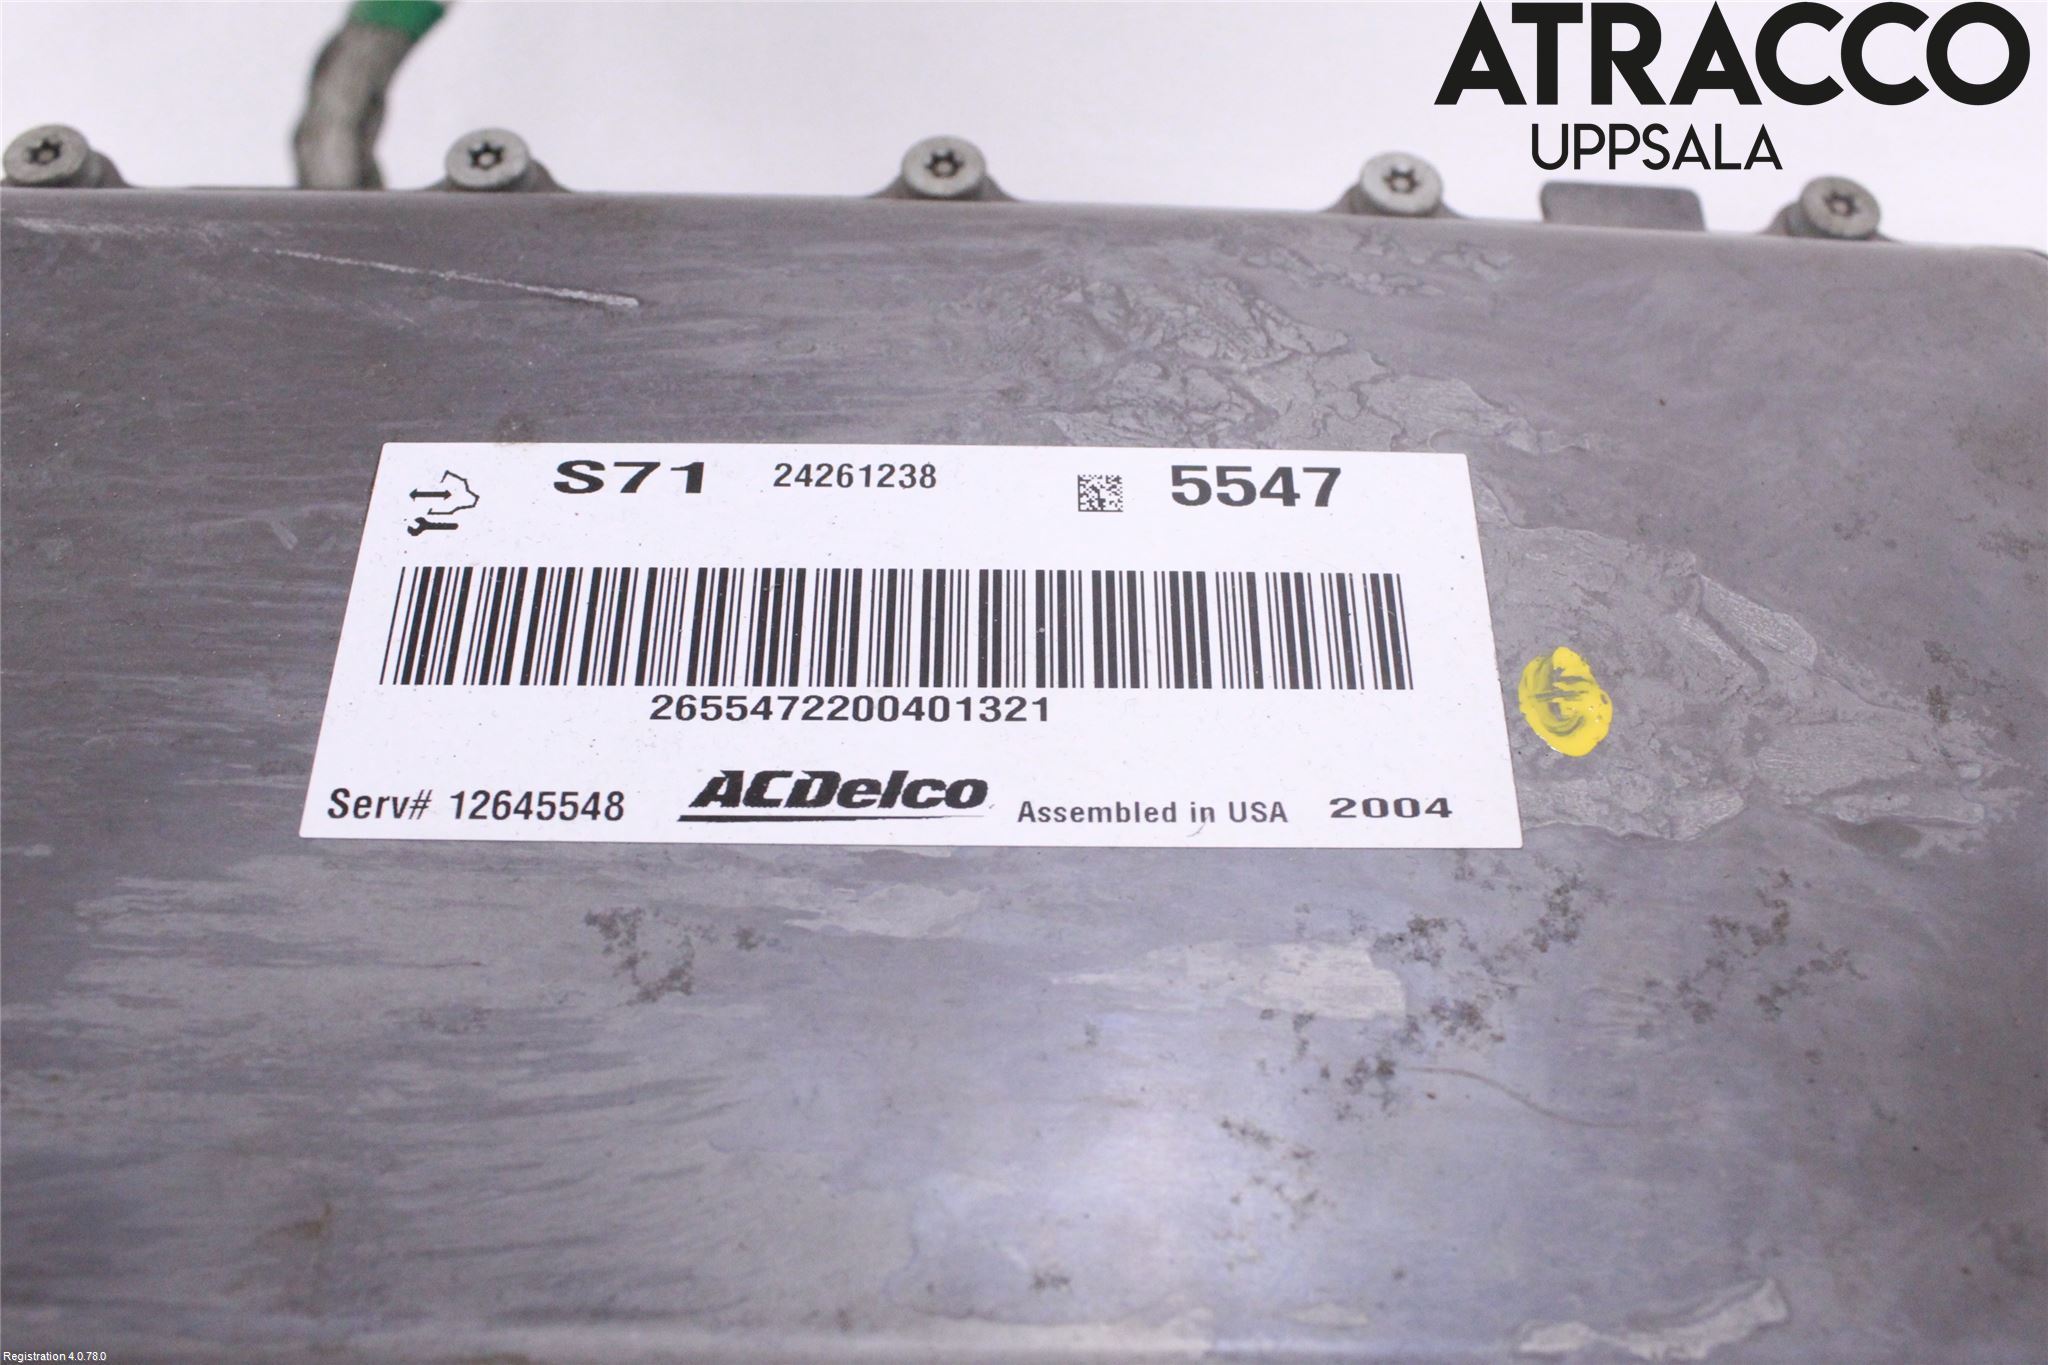 ATRACCO
UPPSALA
S71 24261238 5547
2655472200401321
Serv# 12645548 ACDelco Assembled in USA 2004
Registration 4.0.78.0